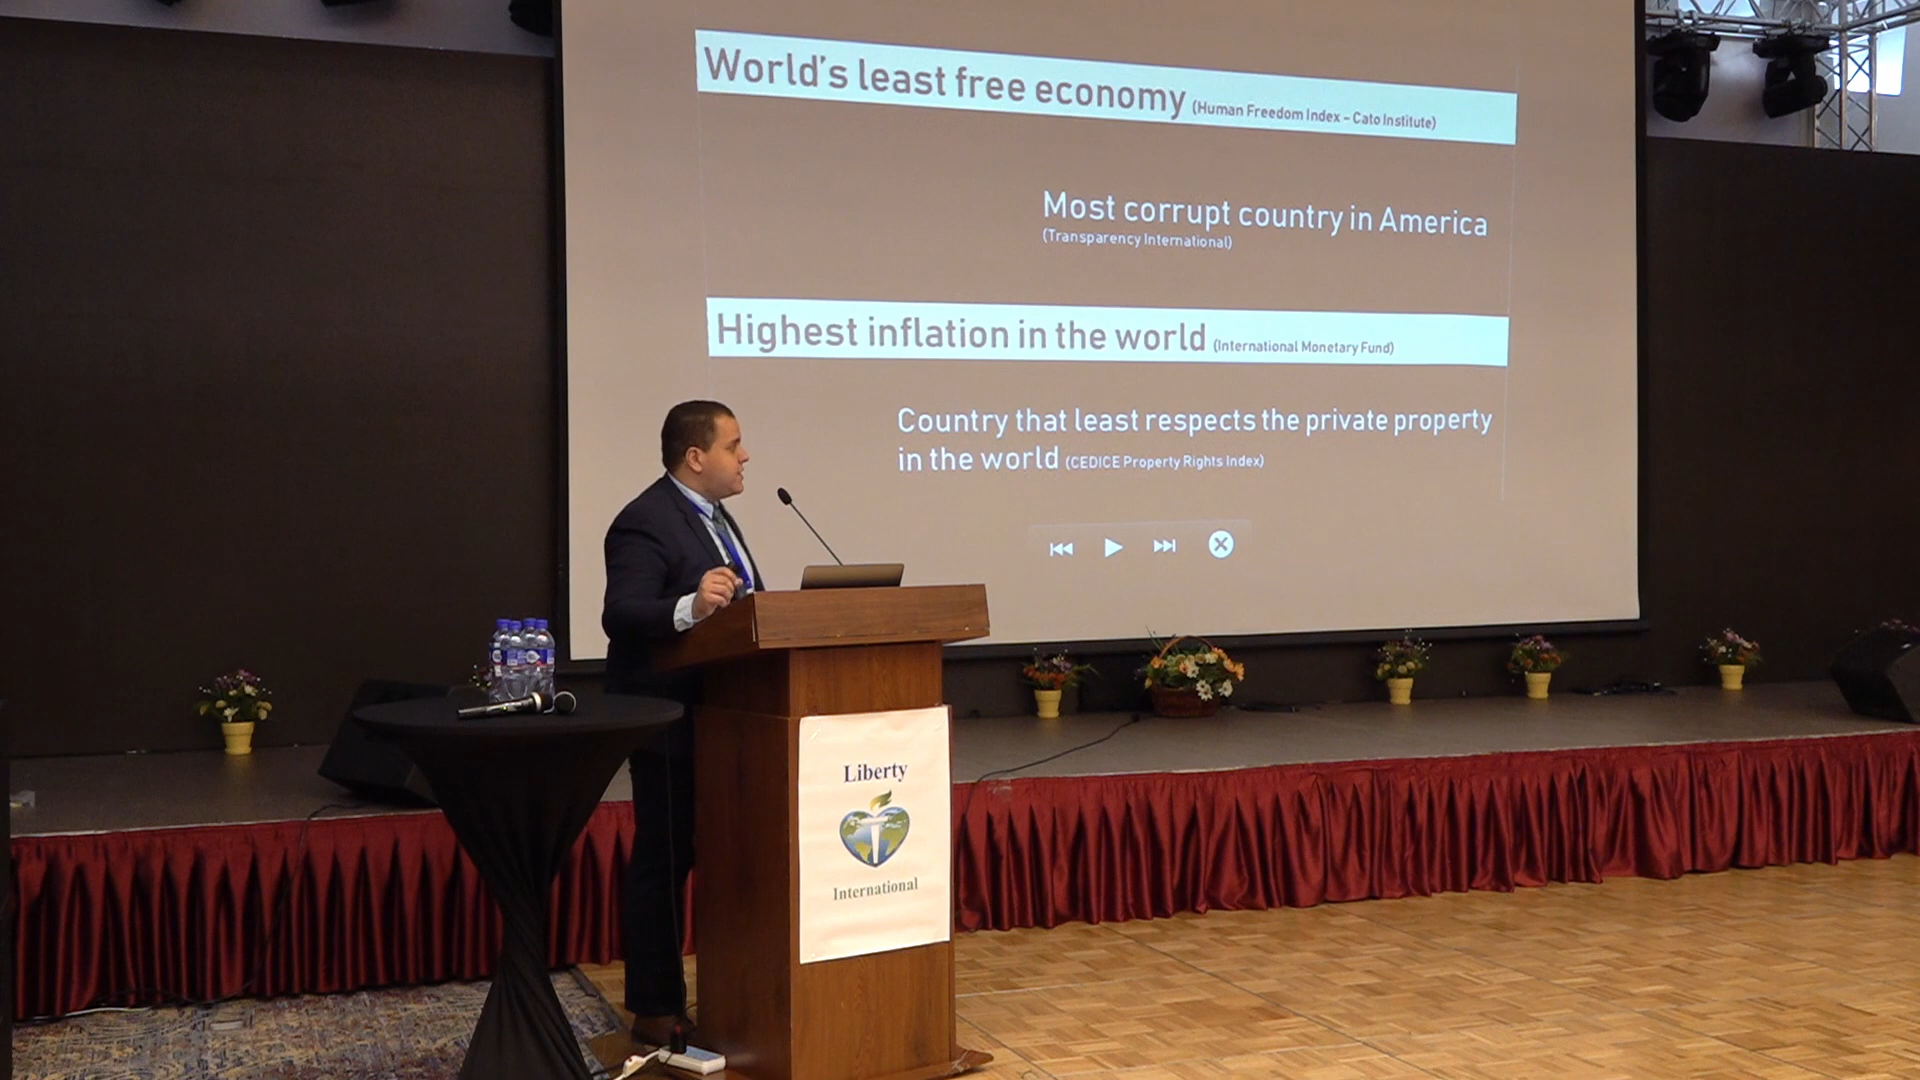 World's least free economy (Human Freedom Index – Cato Institute)
Most corrupt country in America
(Transparency International)
Highest inflation in the world (International Monetary Fund)
Country that least respects the private property
in the world (CEDICE Property Rights Index)
Liberty
International